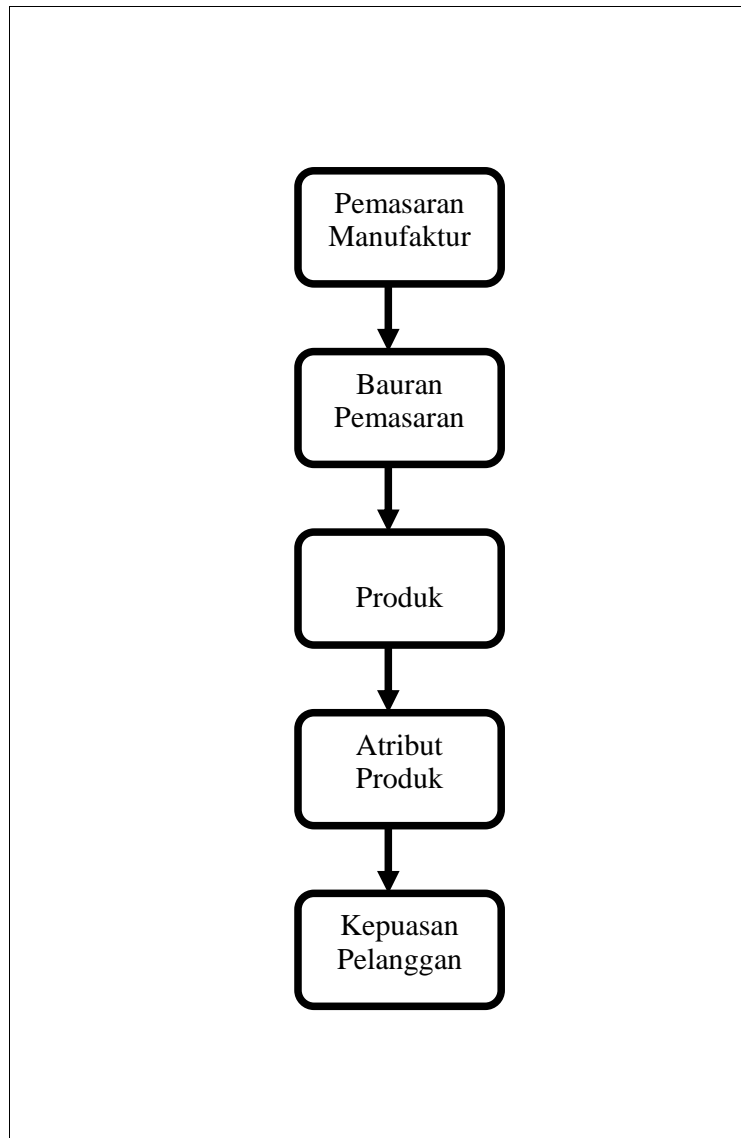 Pemasaran
Manufaktur
Bauran
Pemasaran
Produk
Atribut
Produk
Kepuasan
Pelanggan